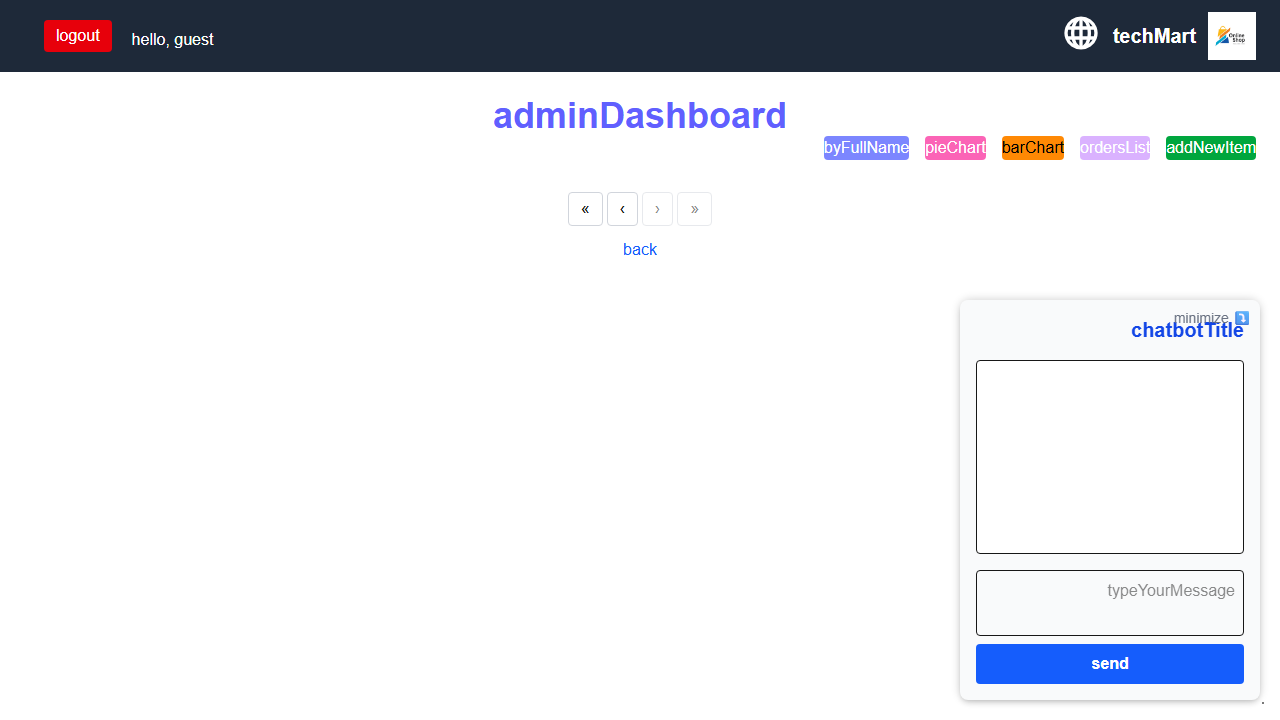 logout
hello, guest
techMart
Online
Shop
adminDashboard
byFullName
pieChart
barChart
ordersList
addNewItem
« ‹ › »
back
minimize ⤵️
chatbotTitle
typeYourMessage
send
.